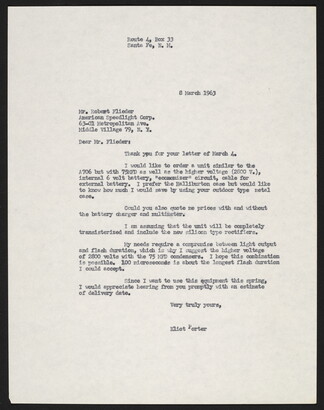 Route 4, Box 33
Santa Fe, N. M.
8 March 1963
Mr. Robert Flieder
American Speedlight Corp.
63-01 Metropolitan Ave.
Middle Village 79, N. Y.
Dear Mr. Flieder:
Thank you for your letter of March 4.
I would like to order a unit similar to the
A706 but with 75MFD as well as the higher voltage (2800 V.),
internal 6 volt battery, "economizer" circuit, cable for
external battery. I prefer the Halliburton case but would like
to know how much I would save by using your outdoor type metal
case.
Could you also quote me prices with and without
the battery charger and multimeter.
I am assuming that the unit will be completely
transistorized and include the new silicon type rectifiers.
My needs require a compromise between light output
and flash duration, which is why I suggest the higher voltage
of 2800 volts with the 75 MFD condensers. I hope this combination
is possible. 100 microseconds is about the longest flash duration
I could accept.
Since I want to use this equipment this spring,
I would appreciate hearing from you promptly with an estimate
of delivery date.
Very truly yours,
Eliot Porter